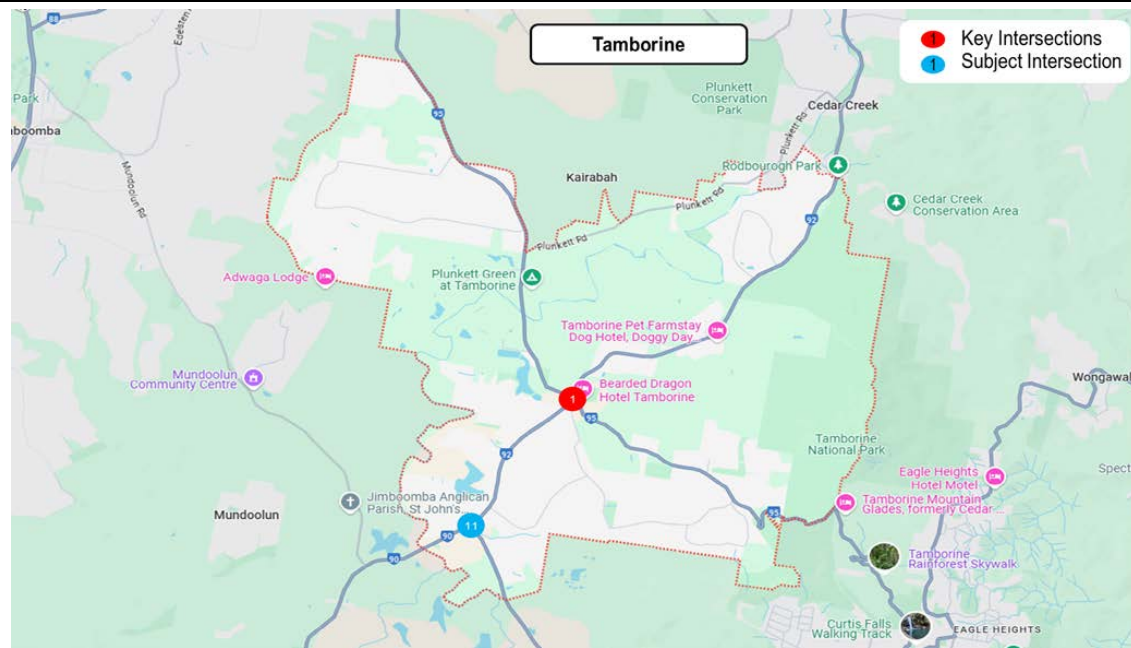 Tamborine
1 Key Intersections
1 Subject Intersection
88
Edelsten
Park
nboomba
Mundoolun Rd
95
Plunkett
Conservation
Park
Cedar Creek
Plunkett Rd
Rodbourogh Park
Kairabah
Plunkett Rd
Cedar Creek
Conservation Area
92
Plunkett Rd
Adwaga Lodge
Plunkett Green
at Tamborine
Tamborine Pet Farmstay
Dog Hotel, Doggy Day...
Mundoolun
Community Centre
Bearded Dragon
Hotel Tamborine
1
95
Wongawal
92
Tamborine
National Park
Eagle Heights
Hotel Motel
Spect
Jimboomba Anglican
Parish, St John's...
Tamborine Mountain
Glades, formerly Cedar ...
Mundoolun
95
11
90
90
Tamborine
Rainforest Skywalk
Curtis Falls
Walking Track
EAGLE HEIGHTS